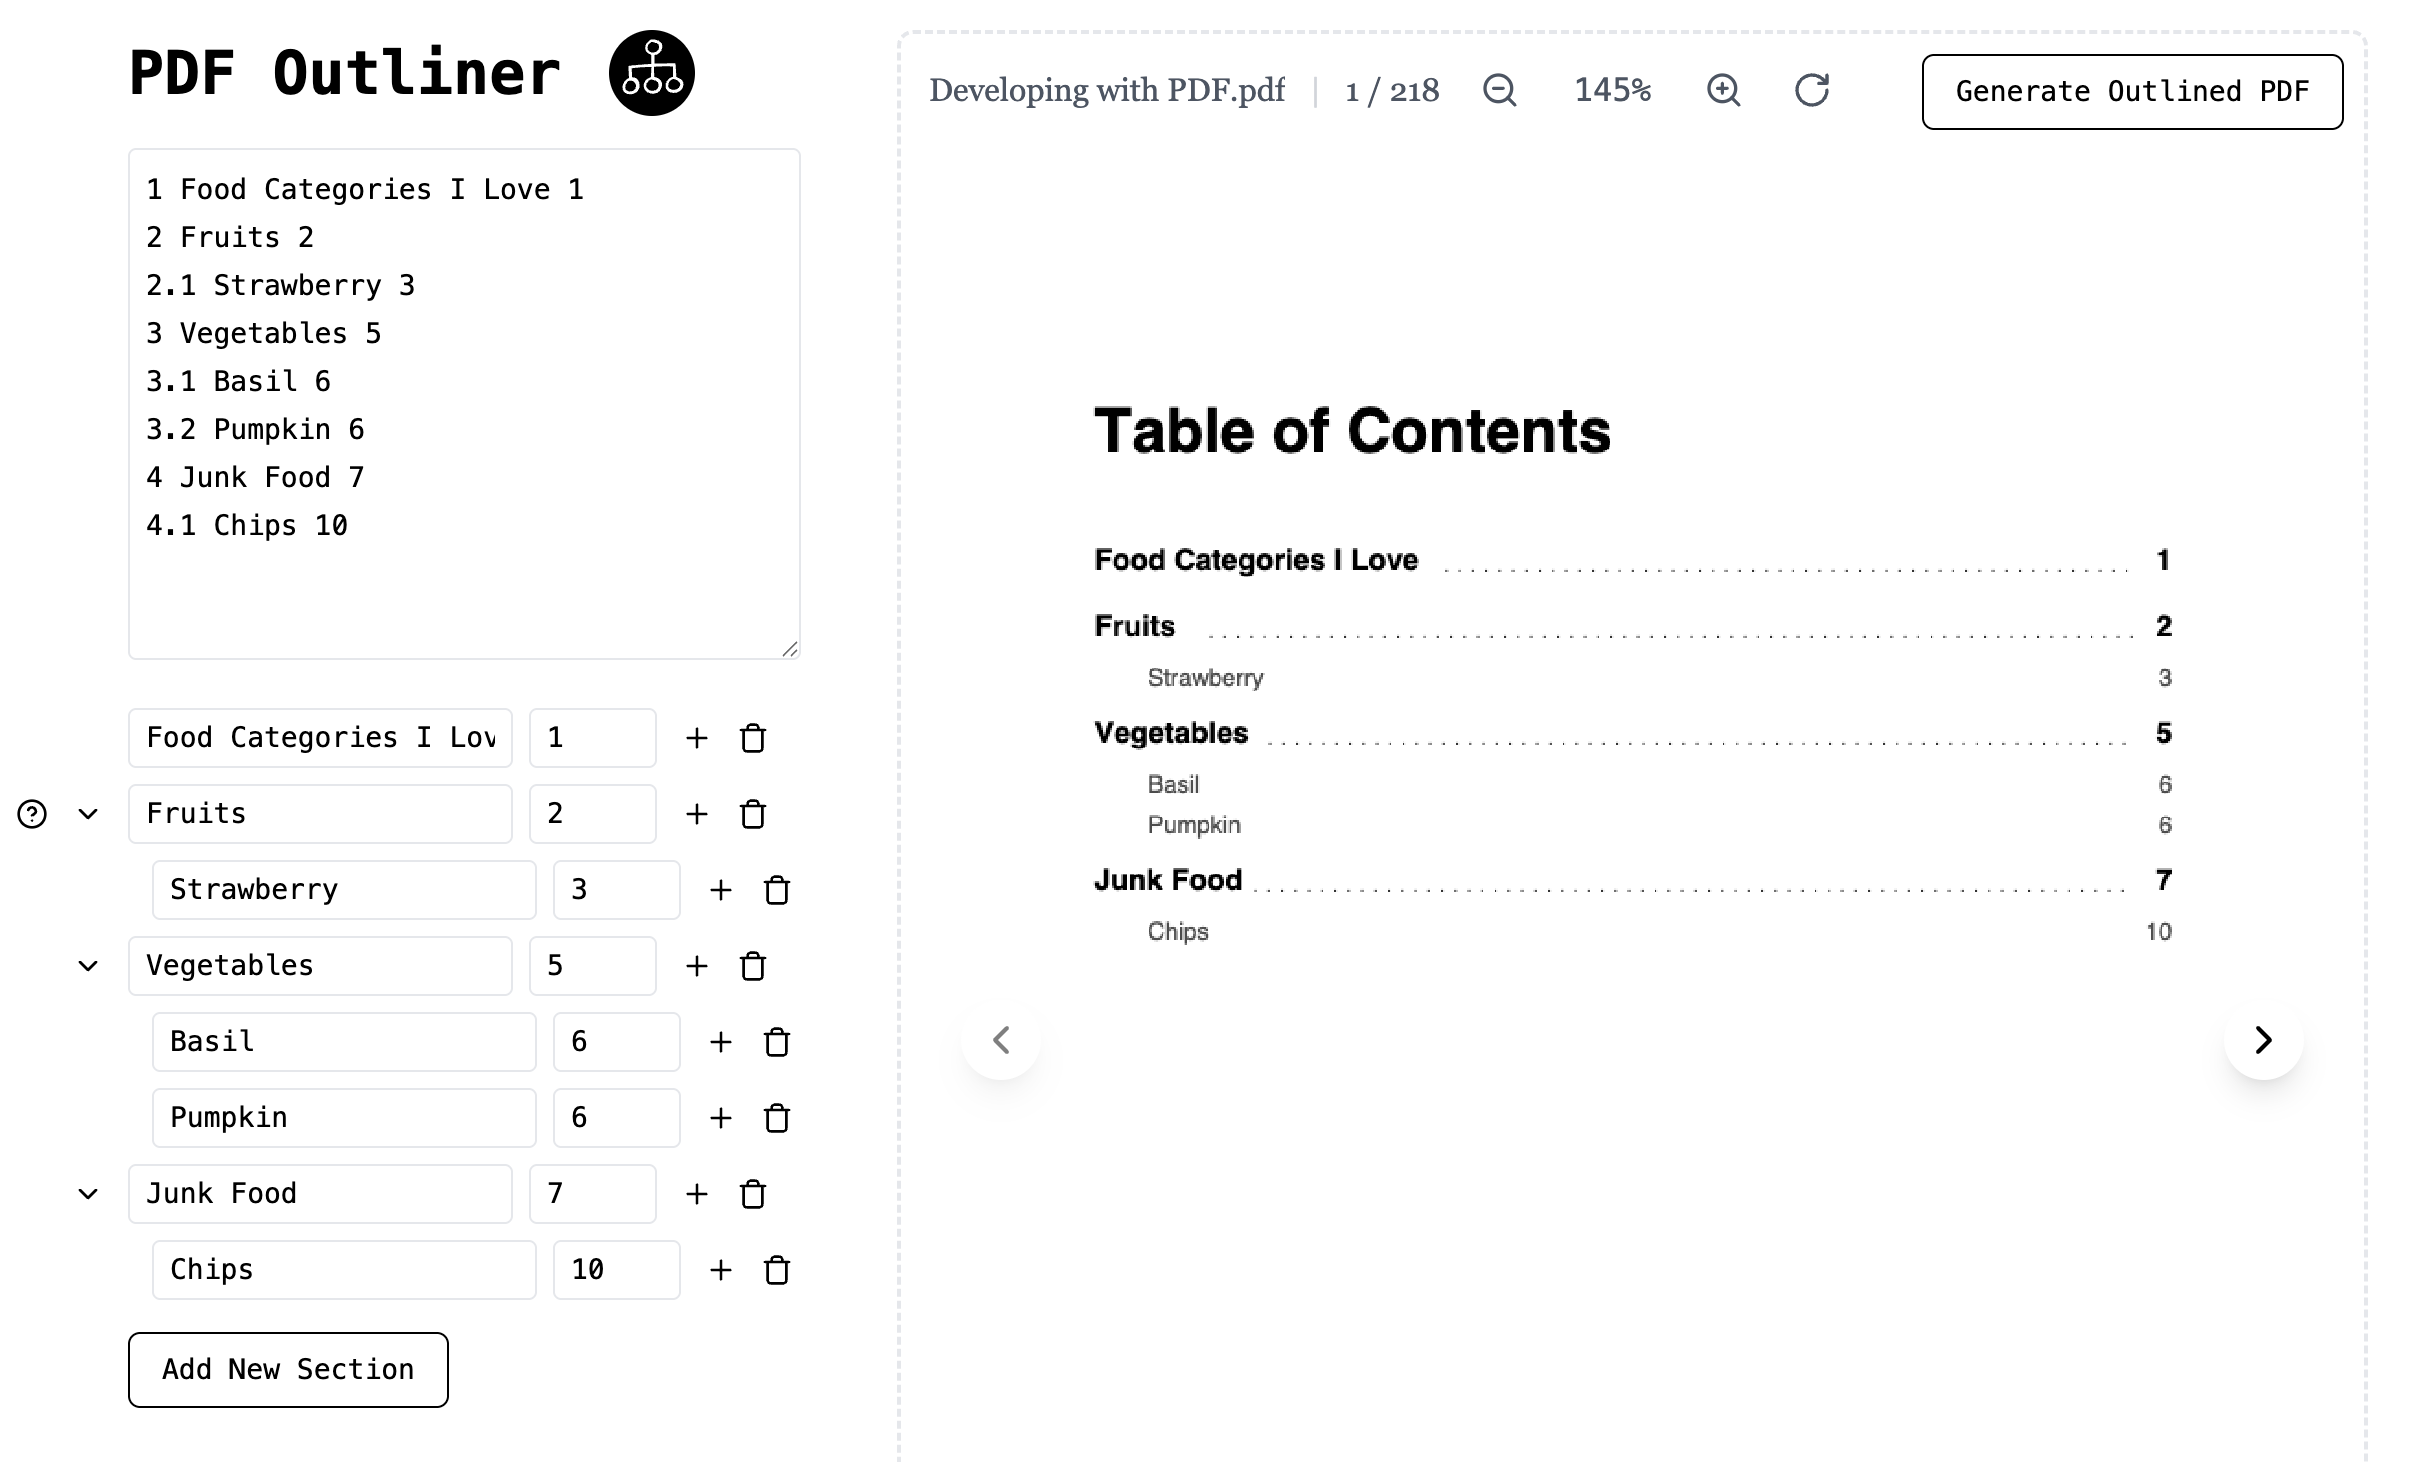 PDF Outliner
1 Food Categories I Love 1
2 Fruits 2
2.1 Strawberry 3
3 Vegetables 5
3.1 Basil 6
3.2 Pumpkin 6
4 Junk Food 7
4.1 Chips 10
Food Categories I Lov 1
Fruits 2
Strawberry 3
Vegetables 5
Basil 6
Pumpkin 6
Junk Food 7
Chips 10
Add New Section
Developing with PDF.pdf | 1 / 218 145% Generate Outlined PDF
Table of Contents
Food Categories I Love 1
Fruits 2
Strawberry 3
Vegetables 5
Basil 6
Pumpkin 6
Junk Food 7
Chips 10